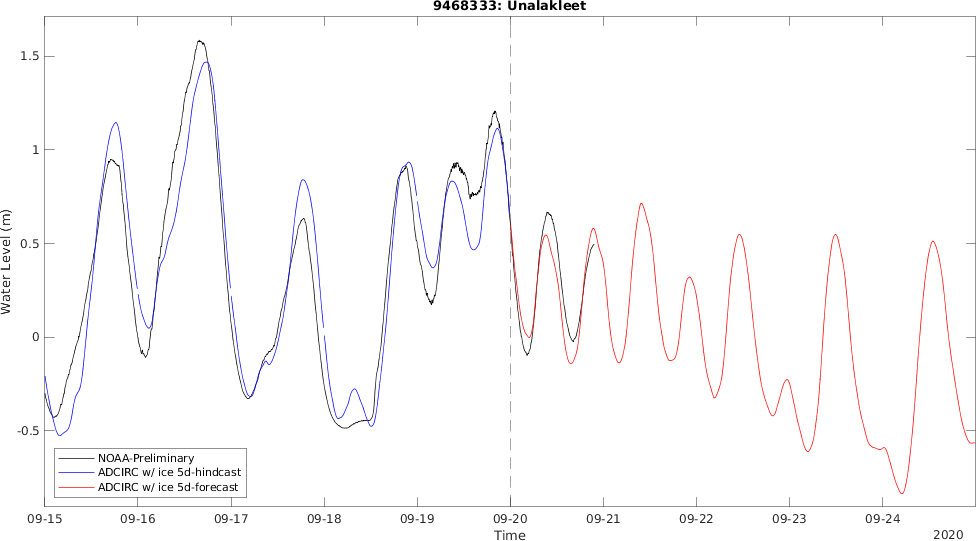 9468333: Unalakleet
Water Level (m)
1.5
1
0.5
0
-0.5
NOAA-Preliminary
ADCIRC w/ ice 5d-hindcast
ADCIRC w/ ice 5d-forecast
09-15 09-16 09-17 09-18 09-19 09-20 09-21 09-22 09-23 09-24
Time
2020